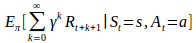 E_π[∑_{k=0}^{∞} γ^k R_{t+k+1} | S_t = s, A_t = a]